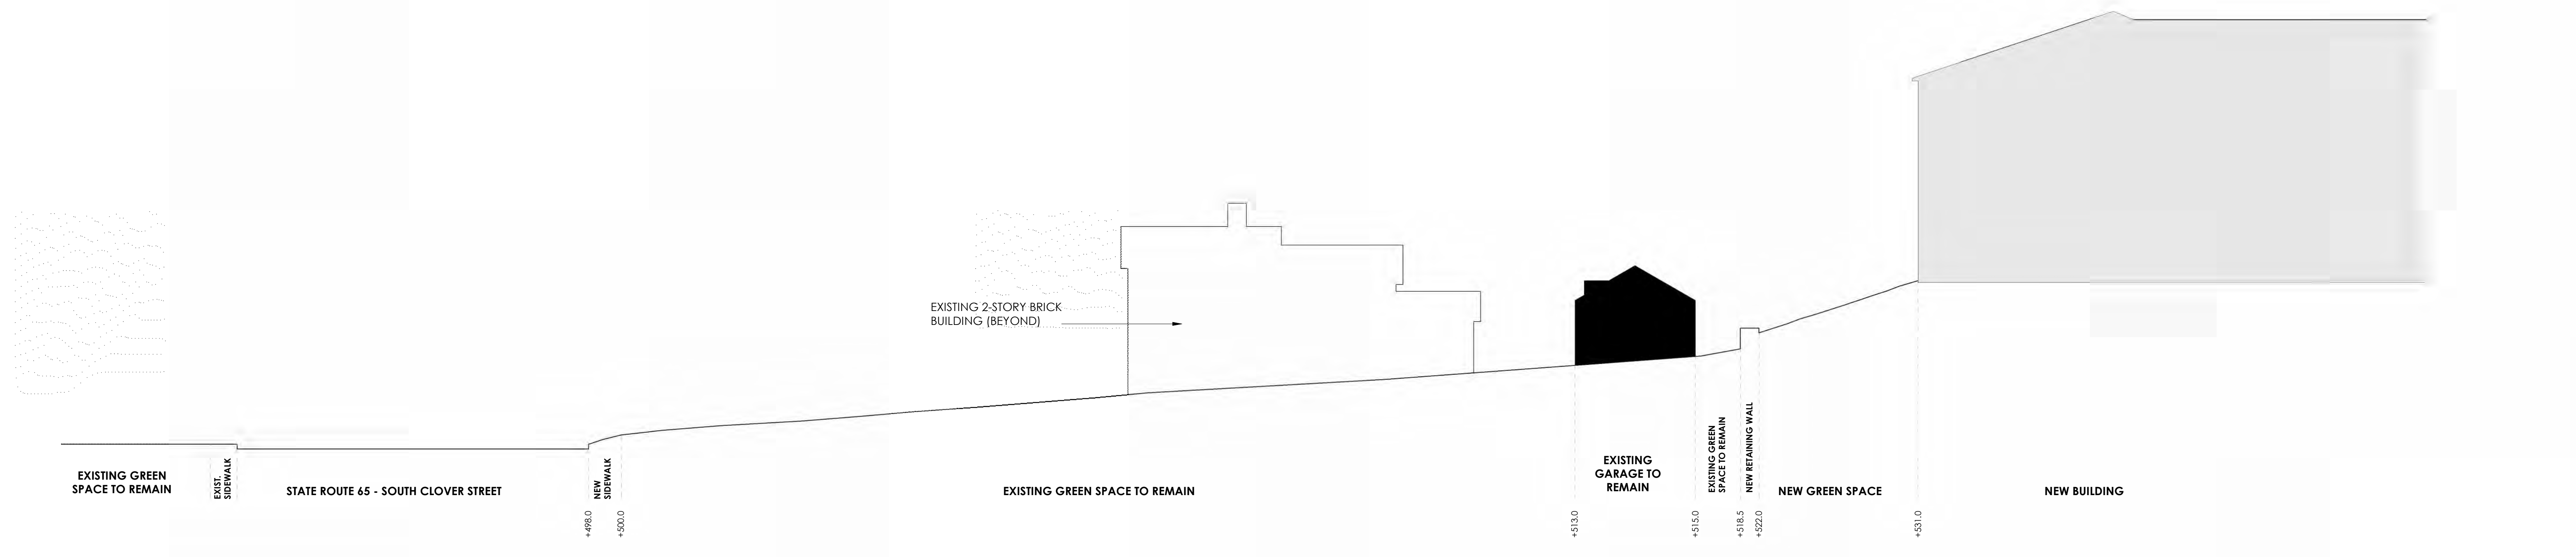 EXISTING 2-STORY BRICK
BUILDING (BEYOND)
EXISTING GREEN
SPACE TO REMAIN
EXIST.
SIDEWALK
STATE ROUTE 65 - SOUTH CLOVER STREET
NEW
SIDEWALK
EXISTING GREEN SPACE TO REMAIN
EXISTING
GARAGE TO
REMAIN
EXISTING GREEN
SPACE TO REMAIN
NEW RETAINING WALL
NEW GREEN SPACE
NEW BUILDING
+498.0
+500.0
+513.0
+515.0
+518.5
+522.0
+531.0